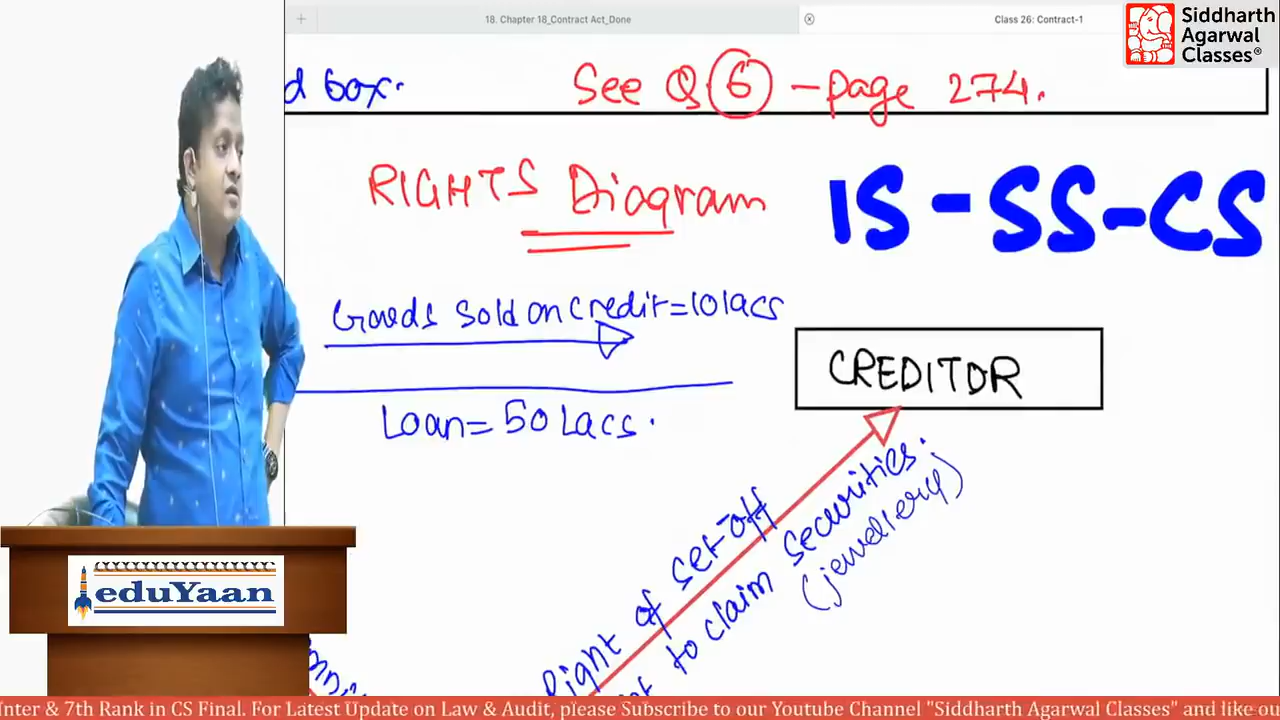 18. Chapter 18_Contract Act_Done
Class 26: Contract-1
Siddharth
Agarwal
Classes®
d box.
See Q 6 - page 274.
RIGHTS Diagram
IS - SS - CS
Goods sold on credit = 10 lacs
CREDITOR
Loan = 50 Lacs.
Right of set-off
to claim securities.
(jewellery)
eduYaan
Inter & 7th Rank in CS Final. For Latest Update on Law & Audit, please Subscribe to our Youtube Channel "Siddharth Agarwal Classes" and like ou